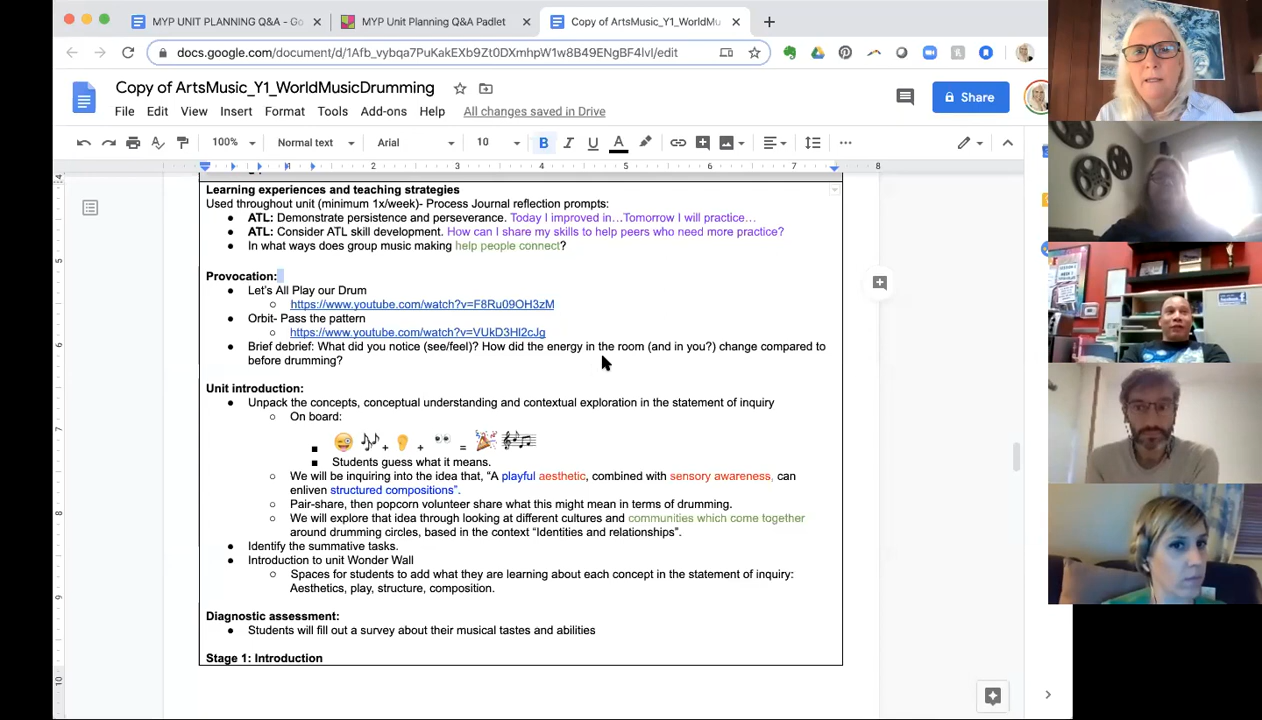 MYP UNIT PLANNING Q&A - Go
MYP Unit Planning Q&A Padlet
Copy of ArtsMusic_Y1_WorldMu
docs.google.com/document/d/1Afb_vybqa7PuKakEXl9Zt0DXmhpW1w8B49ENgBF4lvI/edit
Copy of ArtsMusic_Y1_WorldMusicDrumming
File Edit View Insert Format Tools Add-ons Help All changes saved in Drive
Share
100% Normal text Arial 10 B I U A
1 2 3 4 5 6 7 8
Learning experiences and teaching strategies
Used throughout unit (minimum 1x/week)- Process Journal reflection prompts:
● ATL: Demonstrate persistence and perseverance. Today I improved in…Tomorrow I will practice…
● ATL: Consider ATL skill development. How can I share my skills to help peers who need more practice?
● In what ways does group music making help people connect?
Provocation:
● Let's All Play our Drum
○ https://www.youtube.com/watch?v=F8Ru09OH3zM
● Orbit- Pass the pattern
○ https://www.youtube.com/watch?v=VUkD3Hl2cJg
● Brief debrief: What did you notice (see/feel)? How did the energy in the room (and in you?) change compared to
before drumming?
Unit introduction:
● Unpack the concepts, conceptual understanding and contextual exploration in the statement of inquiry
○ On board:
■ 😜 🎶 + 👂 + 👀 = 🎉 🎼
■ Students guess what it means.
○ We will be inquiring into the idea that, “A playful aesthetic, combined with sensory awareness, can
enliven structured compositions”.
○ Pair-share, then popcorn volunteer share what this might mean in terms of drumming.
○ We will explore that idea through looking at different cultures and communities which come together
around drumming circles, based in the context “Identities and relationships”.
● Identify the summative tasks.
● Introduction to unit Wonder Wall
○ Spaces for students to add what they are learning about each concept in the statement of inquiry:
Aesthetics, play, structure, composition.
Diagnostic assessment:
● Students will fill out a survey about their musical tastes and abilities
Stage 1: Introduction